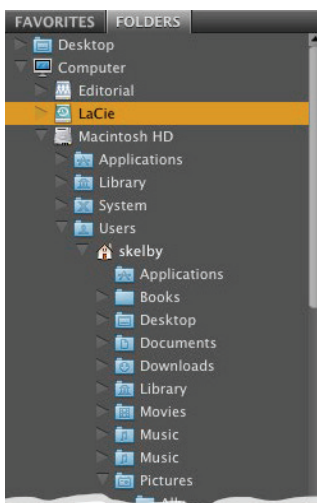 FAVORITES FOLDERS
Desktop
Computer
Editorial
LaCie
Macintosh HD
Applications
Library
System
Users
skelby
Applications
Books
Desktop
Documents
Downloads
Library
Movies
Music
Music
Pictures